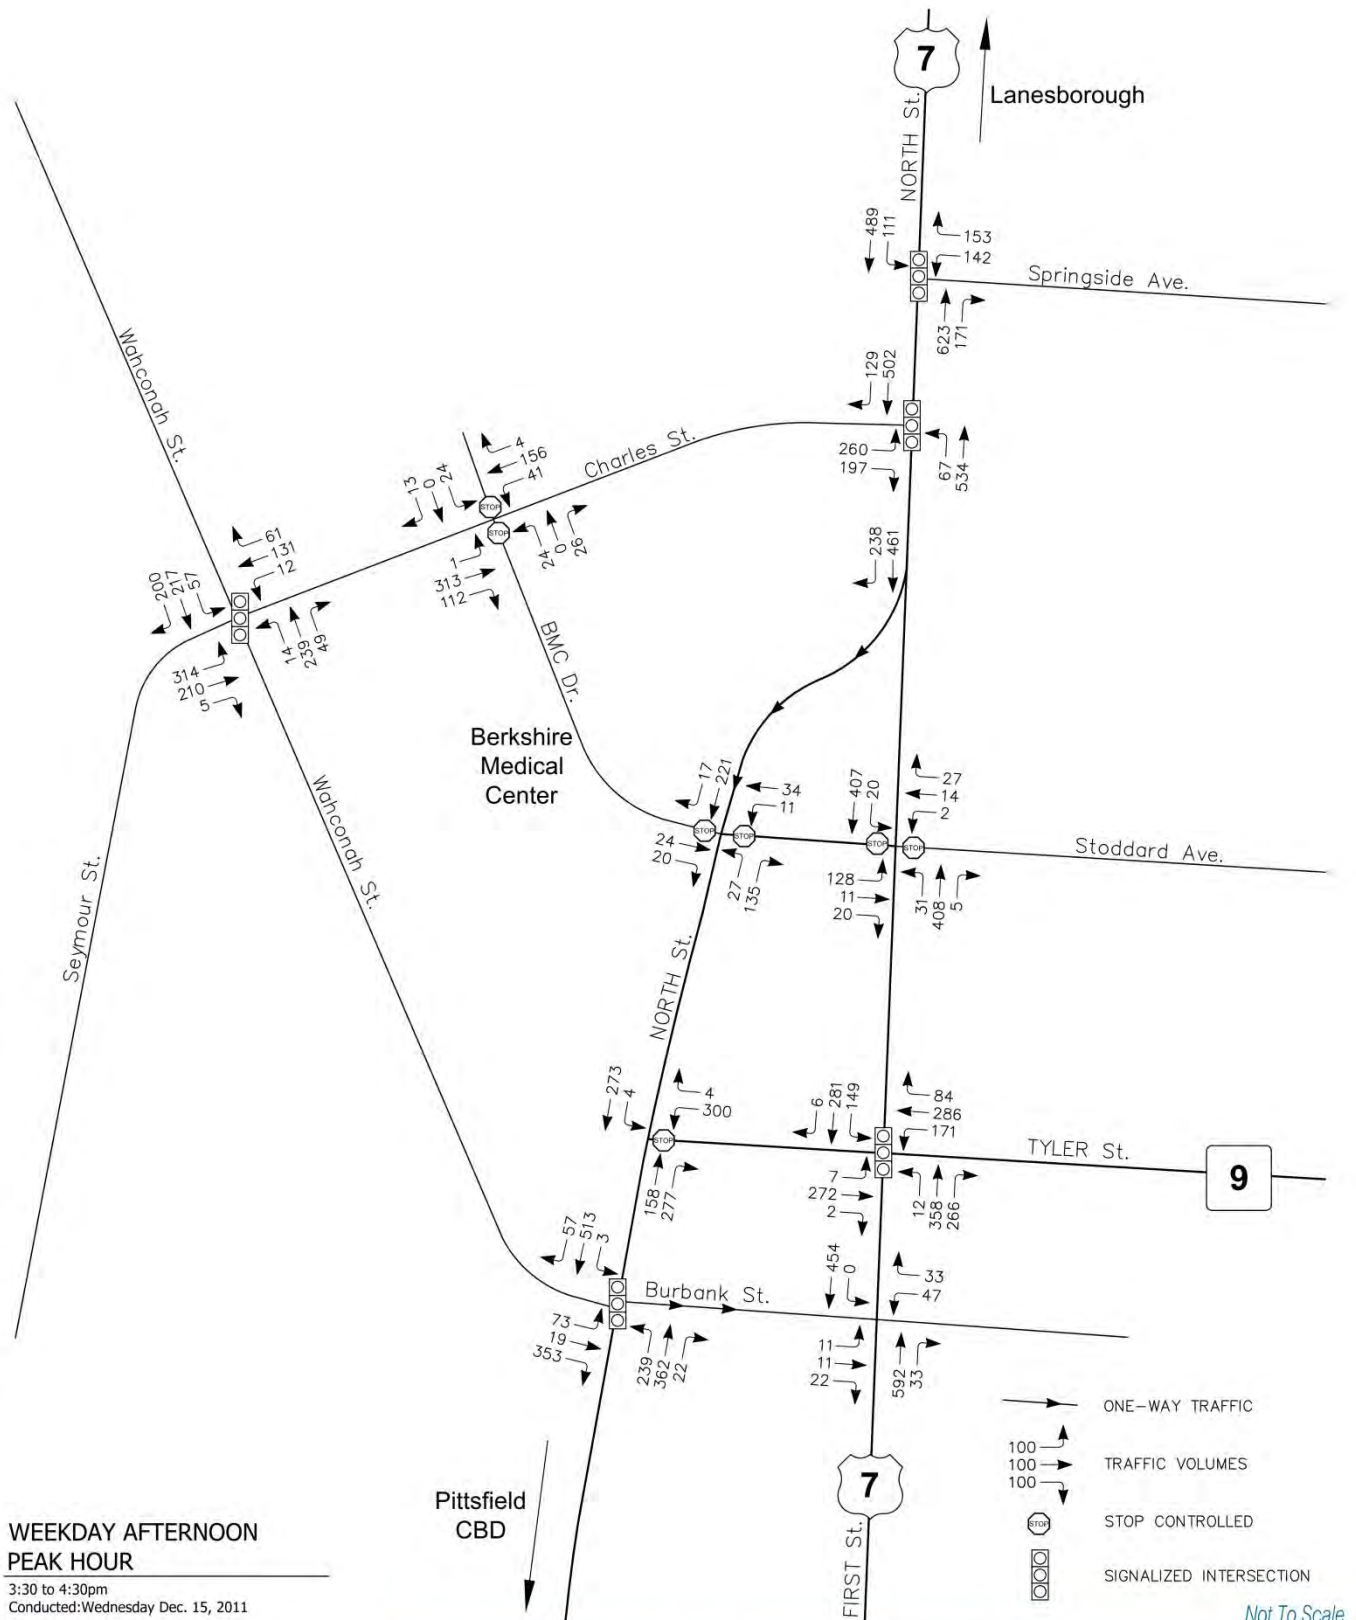 7
Lanesborough
NORTH St.
489
111
153
142
Springside Ave.
623
171
129
502
260
197
67
534
Wahconah St.
Charles St.
4
156
41
13
0
24
1
313
112
24
0
26
STOP
STOP
61
131
12
200
217
57
14
239
49
314
210
5
238
461
BMC Dr.
Berkshire
Medical
Center
17
221
34
11
STOP
STOP
24
20
27
135
407
20
27
14
2
STOP
STOP
Stoddard Ave.
128
11
20
31
408
5
Wahconah St.
Seymour St.
NORTH St.
273
4
4
300
STOP
158
277
6
281
149
84
286
171
TYLER St.
9
7
272
2
12
358
266
57
513
3
Burbank St.
73
19
353
239
362
22
454
0
33
47
11
11
22
592
33
7
FIRST St.
Pittsfield
CBD
ONE-WAY TRAFFIC
100
100
100
TRAFFIC VOLUMES
STOP
STOP CONTROLLED
SIGNALIZED INTERSECTION
Not To Scale
WEEKDAY AFTERNOON
PEAK HOUR
3:30 to 4:30pm
Conducted:Wednesday Dec. 15, 2011